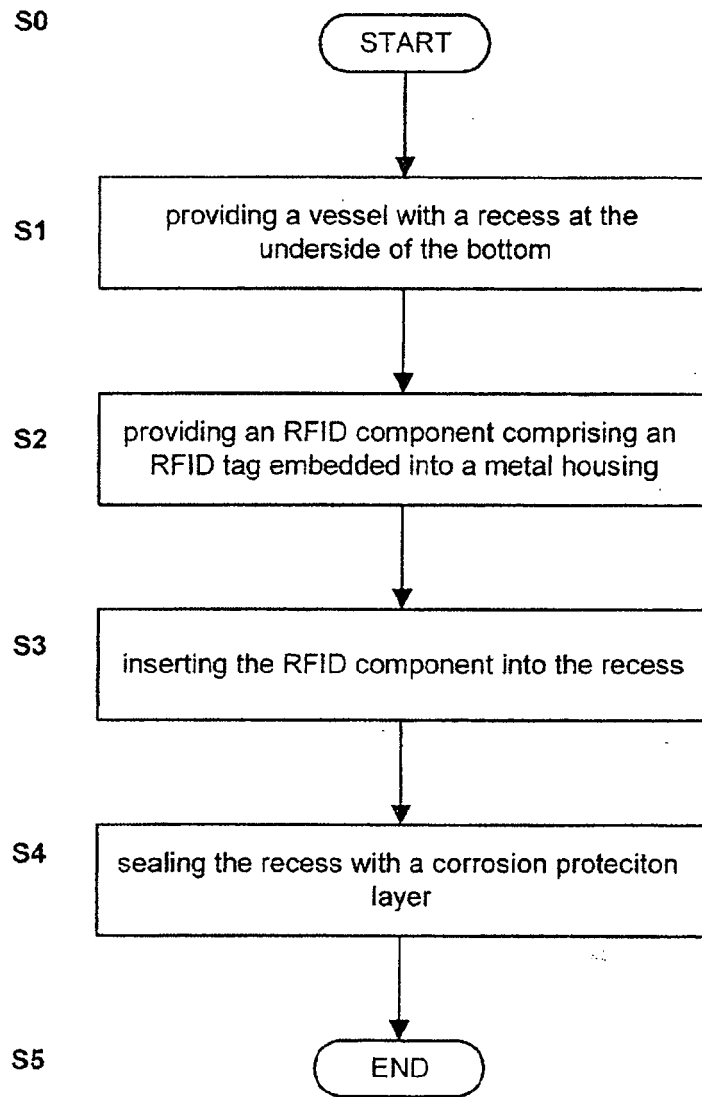 S0
START
S1
providing a vessel with a recess at the
underside of the bottom
S2
providing an RFID component comprising an
RFID tag embedded into a metal housing
S3
inserting the RFID component into the recess
S4
sealing the recess with a corrosion proteciton
layer
S5
END